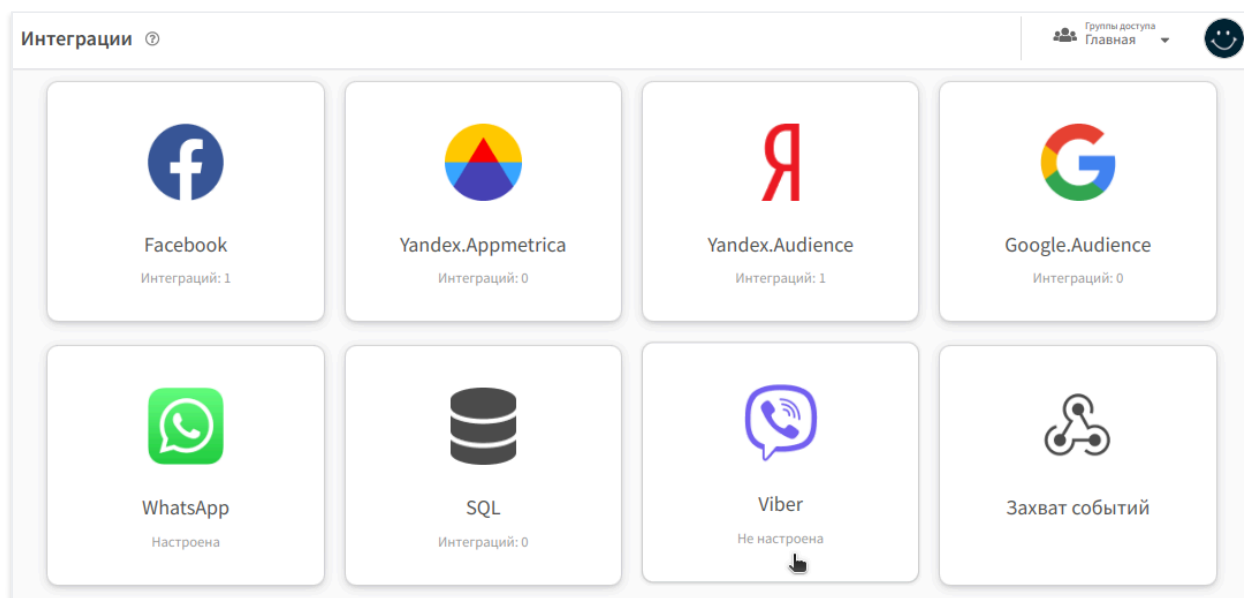 Интеграции
Группы доступа
Главная
Facebook
Интеграций: 1
Yandex.Appmetrica
Интеграций: 0
Я
Yandex.Audience
Интеграций: 1
Google.Audience
Интеграций: 0
WhatsApp
Настроена
SQL
Интеграций: 0
Viber
Не настроена
Захват событий